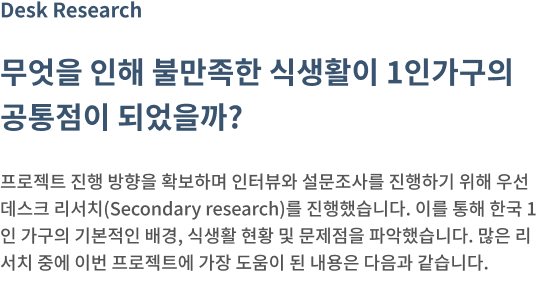 Desk Research
무엇을 인해 불만족한 식생활이 1인가구의
공통점이 되었을까?
프로젝트 진행 방향을 확보하며 인터뷰와 설문조사를 진행하기 위해 우선
데스크 리서치(Secondary research)를 진행했습니다. 이를 통해 한국 1
인 가구의 기본적인 배경, 식생활 현황 및 문제점을 파악했습니다. 많은 리
서치 중에 이번 프로젝트에 가장 도움이 된 내용은 다음과 같습니다.